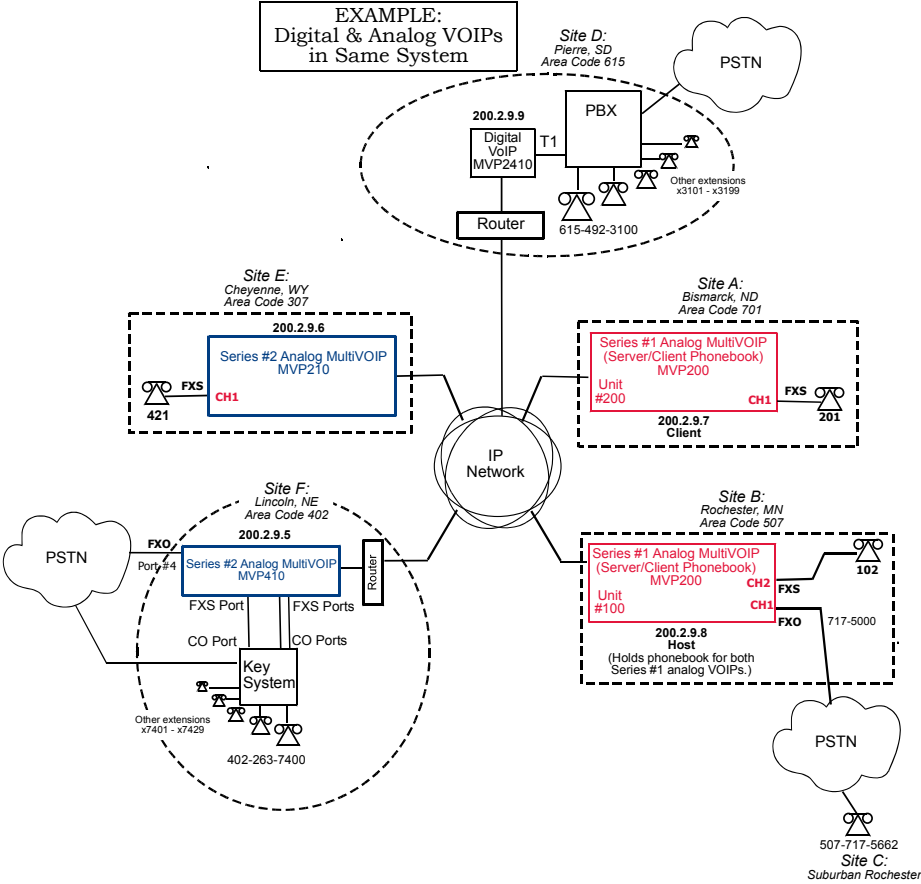 EXAMPLE:
Digital & Analog VOIPs
in Same System
Site D:
Pierre, SD
Area Code 615
PSTN
200.2.9.9
Digital
VoIP
MVP2410
T1
PBX
Other extensions
x3101 - x3199
Router
615-492-3100
Site E:
Cheyenne, WY
Area Code 307
200.2.9.6
Series #2 Analog MultiVOIP
MVP210
FXS
CH1
421
Site A:
Bismarck, ND
Area Code 701
Series #1 Analog MultiVOIP
(Server/Client Phonebook)
MVP200
Unit
#200
CH1
FXS
201
200.2.9.7
Client
IP
Network
Site F:
Lincoln, NE
Area Code 402
200.2.9.5
PSTN
FXO
Port #4
Series #2 Analog MultiVOIP
MVP410
Router
FXS Port
FXS Ports
CO Port
CO Ports
Key
System
Other extensions
x7401 - x7429
402-263-7400
Site B:
Rochester, MN
Area Code 507
Series #1 Analog MultiVOIP
(Server/Client Phonebook)
MVP200
Unit
#100
CH2
FXS
102
CH1
FXO
717-5000
200.2.9.8
Host
(Holds phonebook for both
Series #1 analog VOIPs.)
PSTN
507-717-5662
Site C:
Suburban Rochester